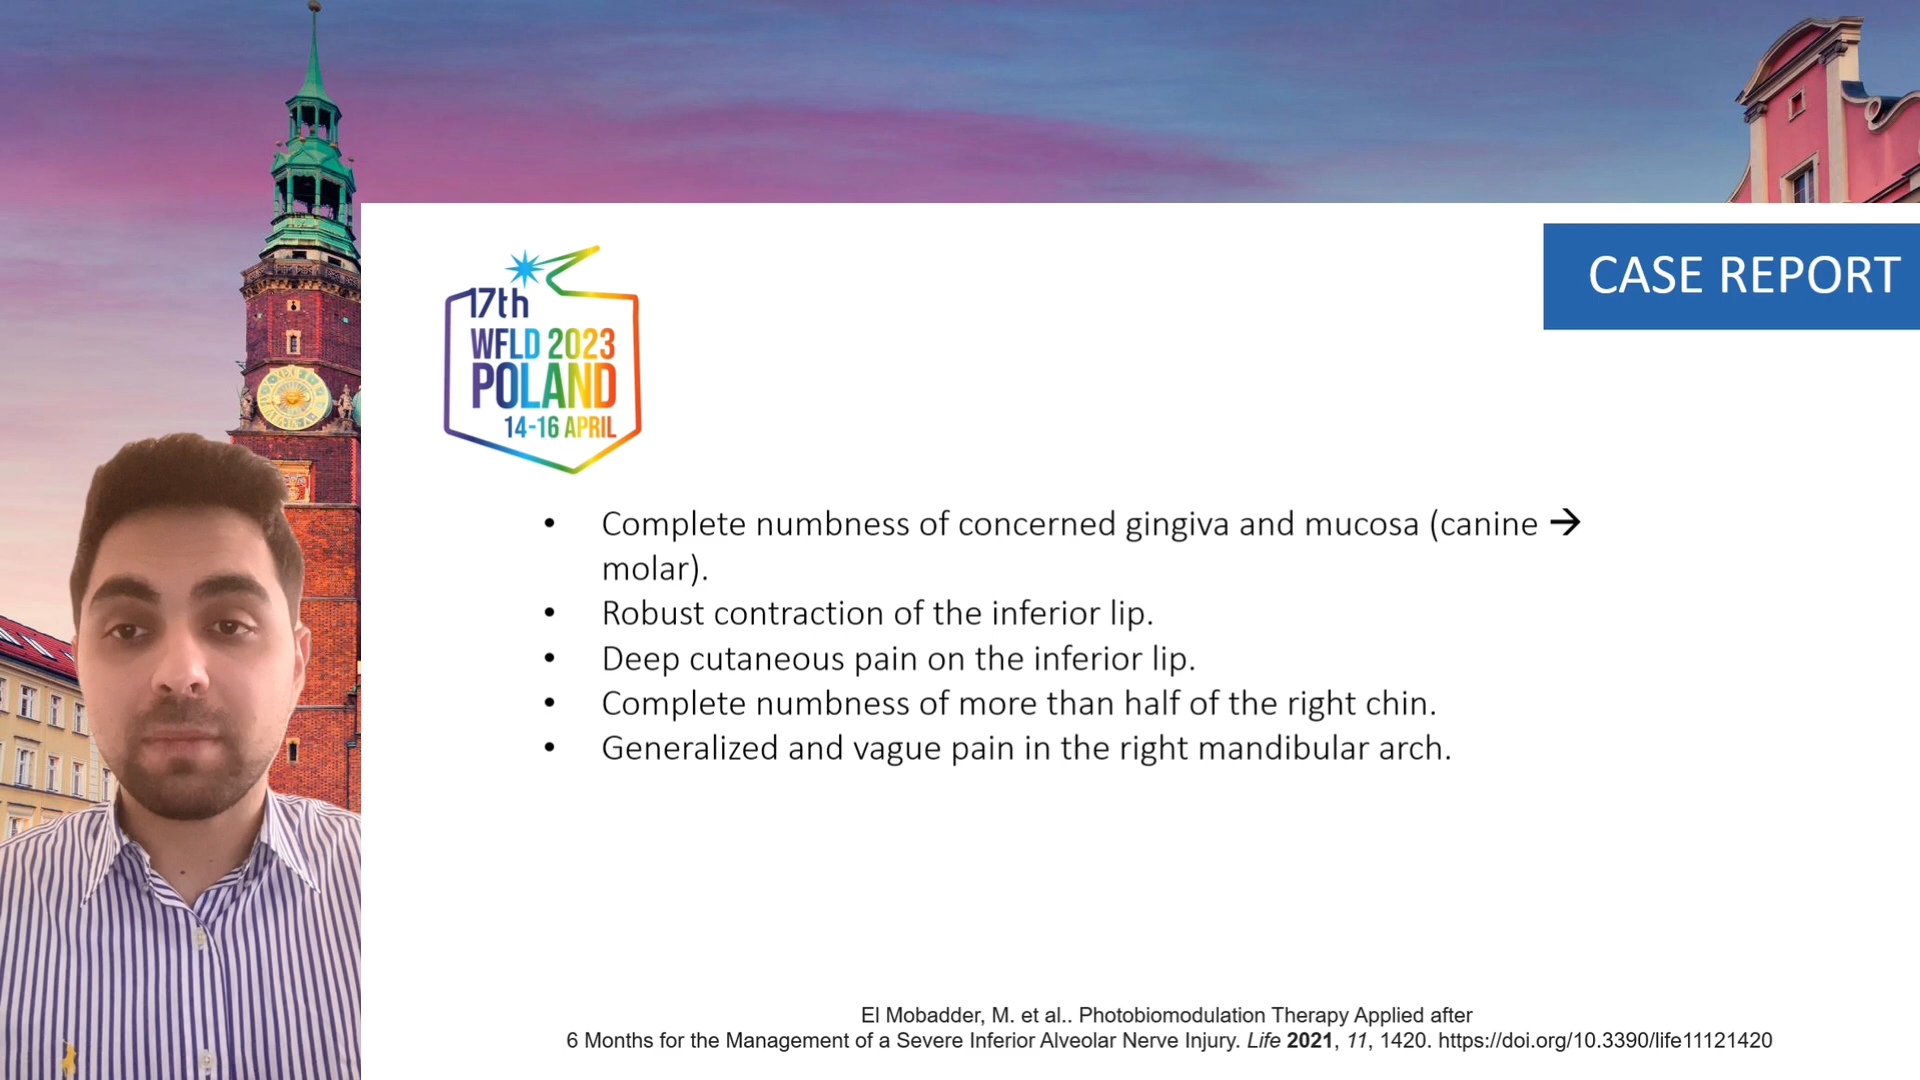 CASE REPORT
17th
WFLD 2023
POLAND
14-16 APRIL
• Complete numbness of concerned gingiva and mucosa (canine →
molar).
• Robust contraction of the inferior lip.
• Deep cutaneous pain on the inferior lip.
• Complete numbness of more than half of the right chin.
• Generalized and vague pain in the right mandibular arch.
El Mobadder, M. et al.. Photobiomodulation Therapy Applied after
6 Months for the Management of a Severe Inferior Alveolar Nerve Injury. Life 2021, 11, 1420. https://doi.org/10.3390/life11121420